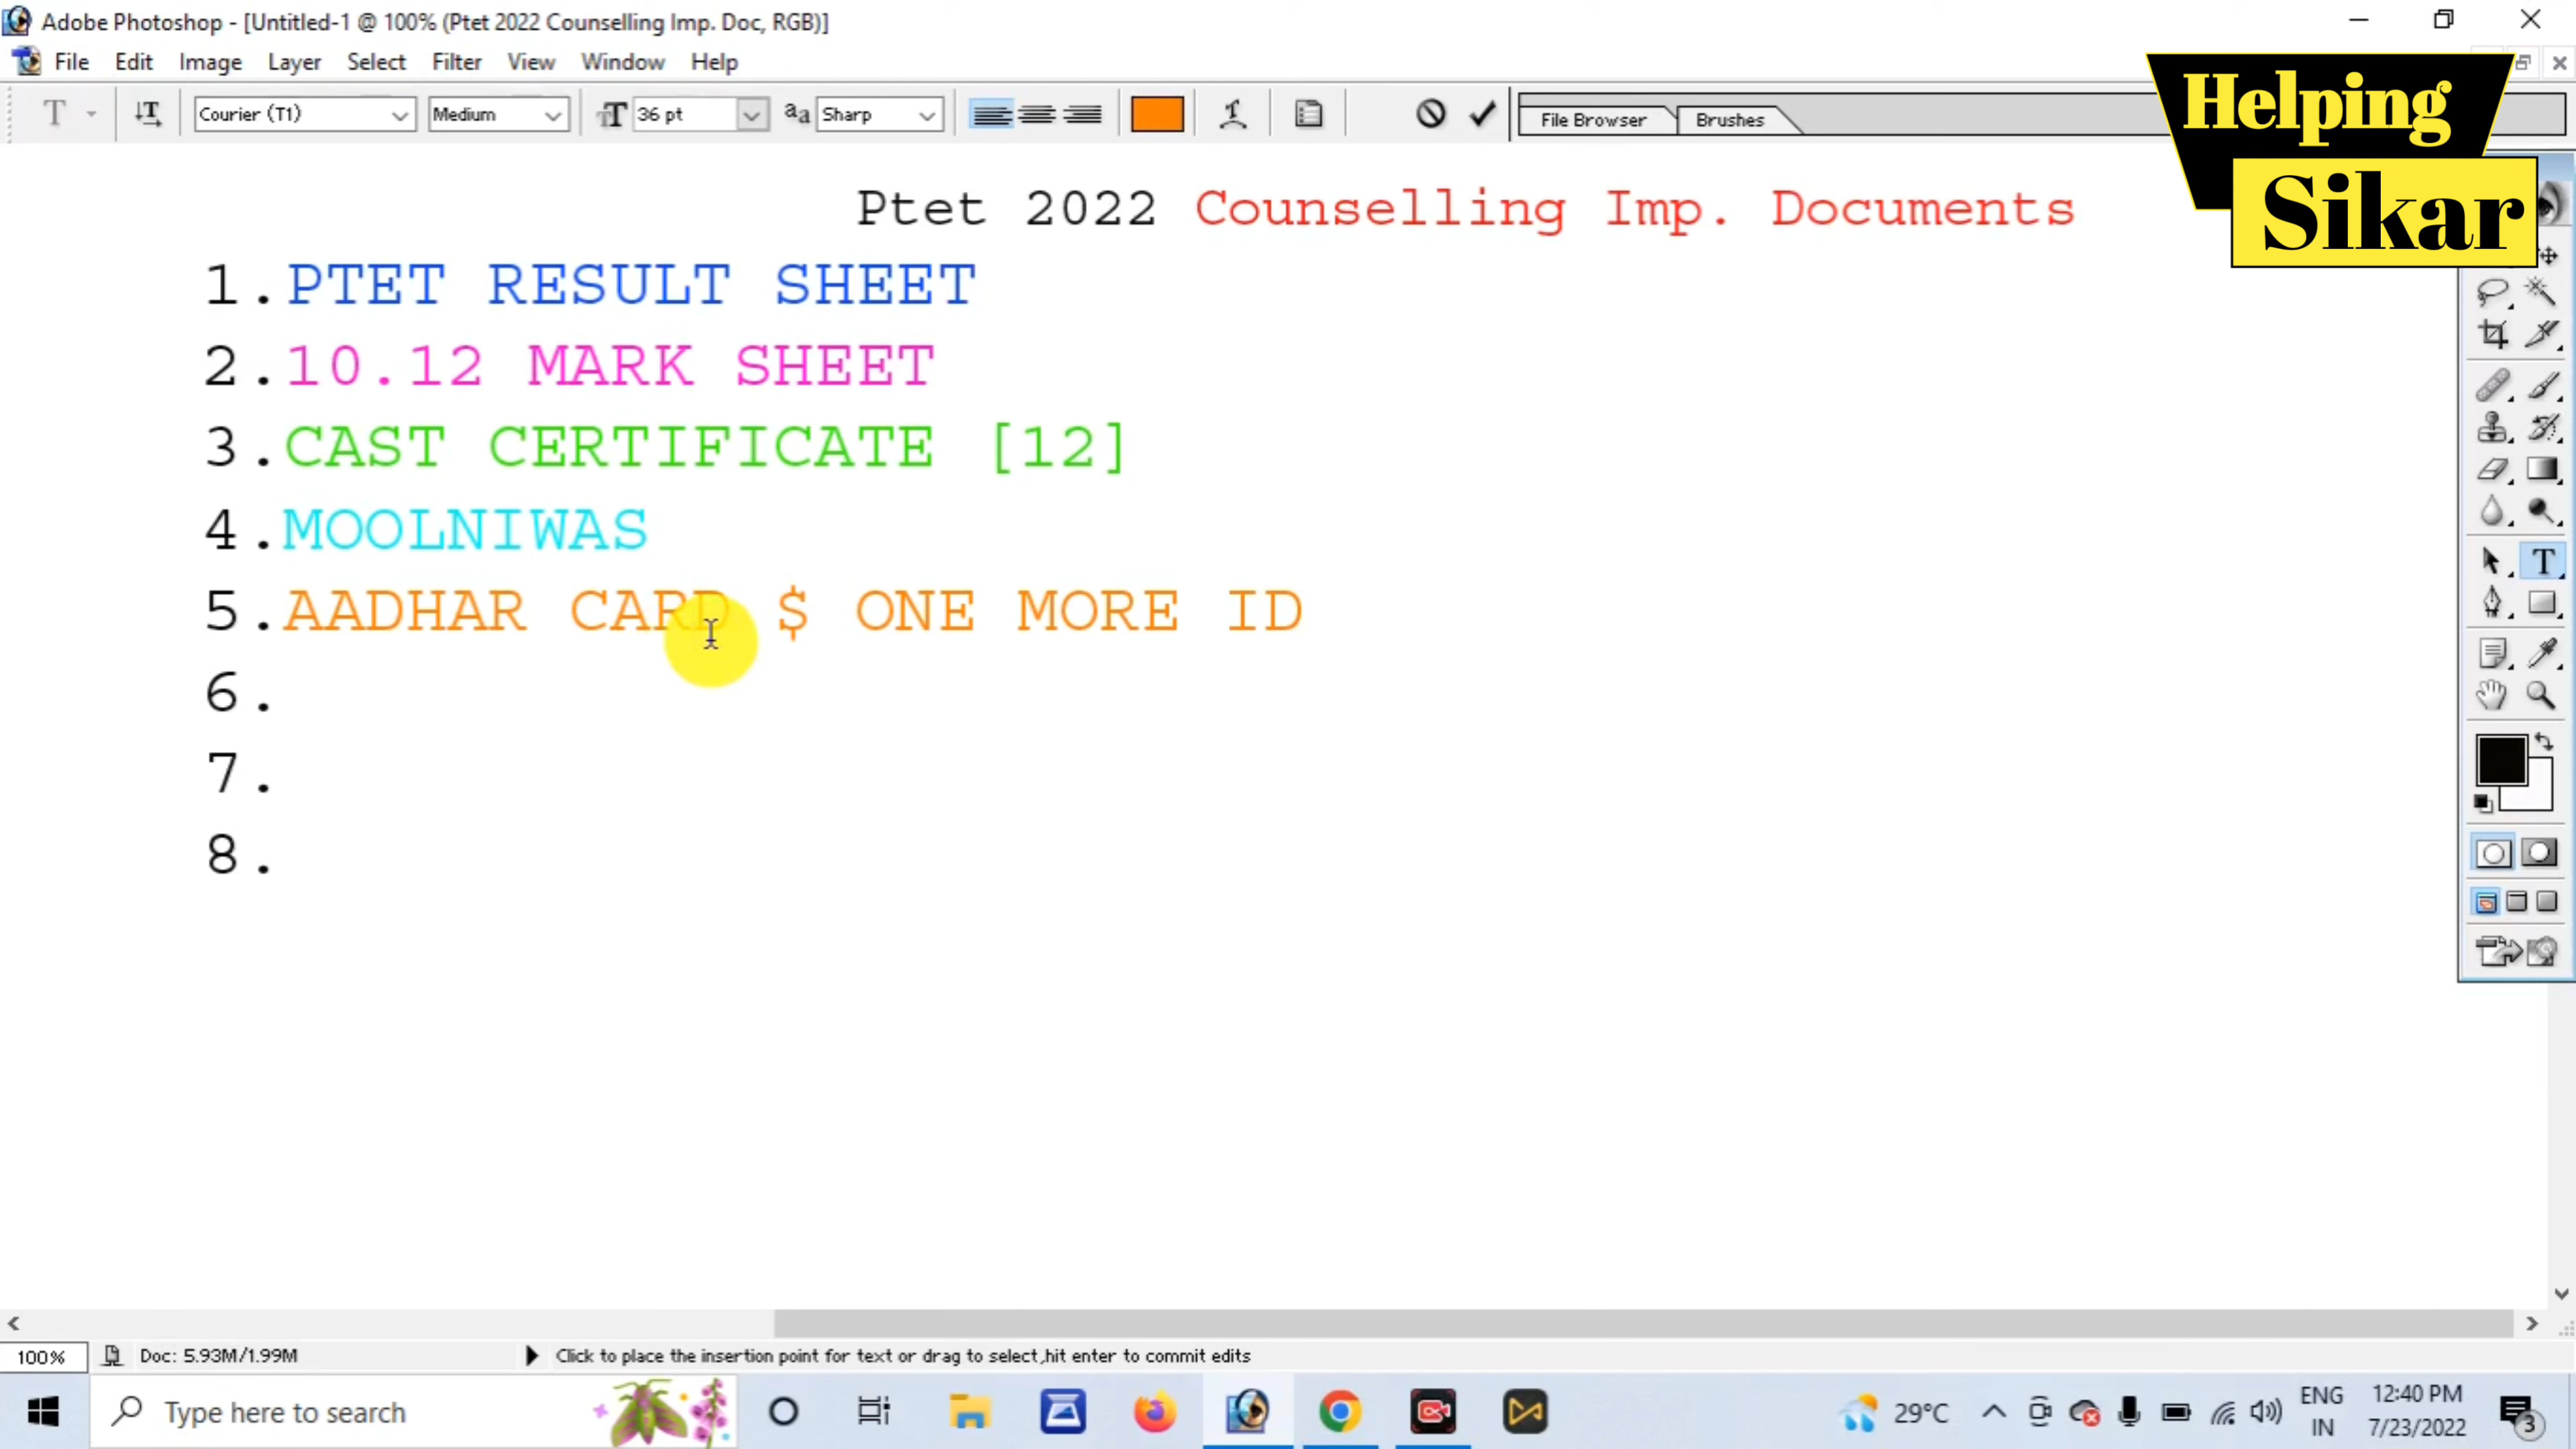 Adobe Photoshop - [Untitled-1 @ 100% (Ptet 2022 Counselling Imp. Doc, RGB)]
File Edit Image Layer Select Filter View Window Help
T Courier (T1) Medium 36 pt aa Sharp File Browser Brushes
Helping
Sikar
Ptet 2022 Counselling Imp. Documents
1.PTET RESULT SHEET
2.10.12 MARK SHEET
3.CAST CERTIFICATE [12]
4.MOOLNIWAS
5.AADHAR CARD $ ONE MORE ID
6.
7.
8.
100% Doc: 5.93M/1.99M Click to place the insertion point for text or drag to select,hit enter to commit edits
Type here to search 29°C ENG 12:40 PM
IN 7/23/2022 3